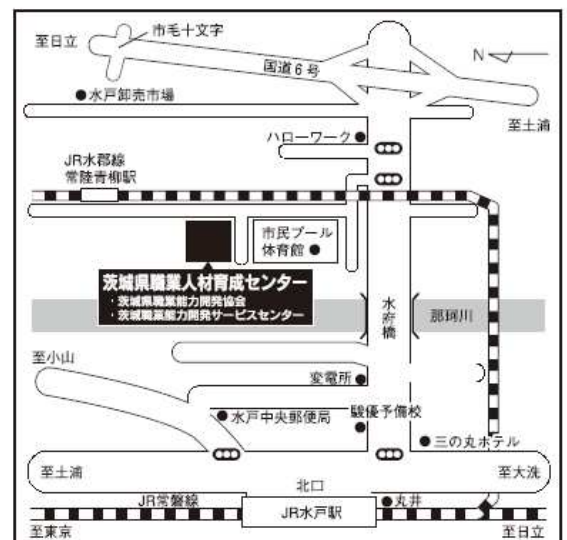 市毛十文字
至日立
N
国道6号
水戸卸売市場
至土浦
ハローワーク
JR水郡線
常陸青柳駅
市民プール
体育館
茨城県職業人材育成センター
・茨城県職業能力開発協会
・茨城職業能力開発サービスセンター
水府橋
那珂川
至小山
変電所
水戸中央郵便局
駿優予備校
三の丸ホテル
至土浦
至大洗
北口
JR常磐線
丸井
JR水戸駅
至東京
至日立